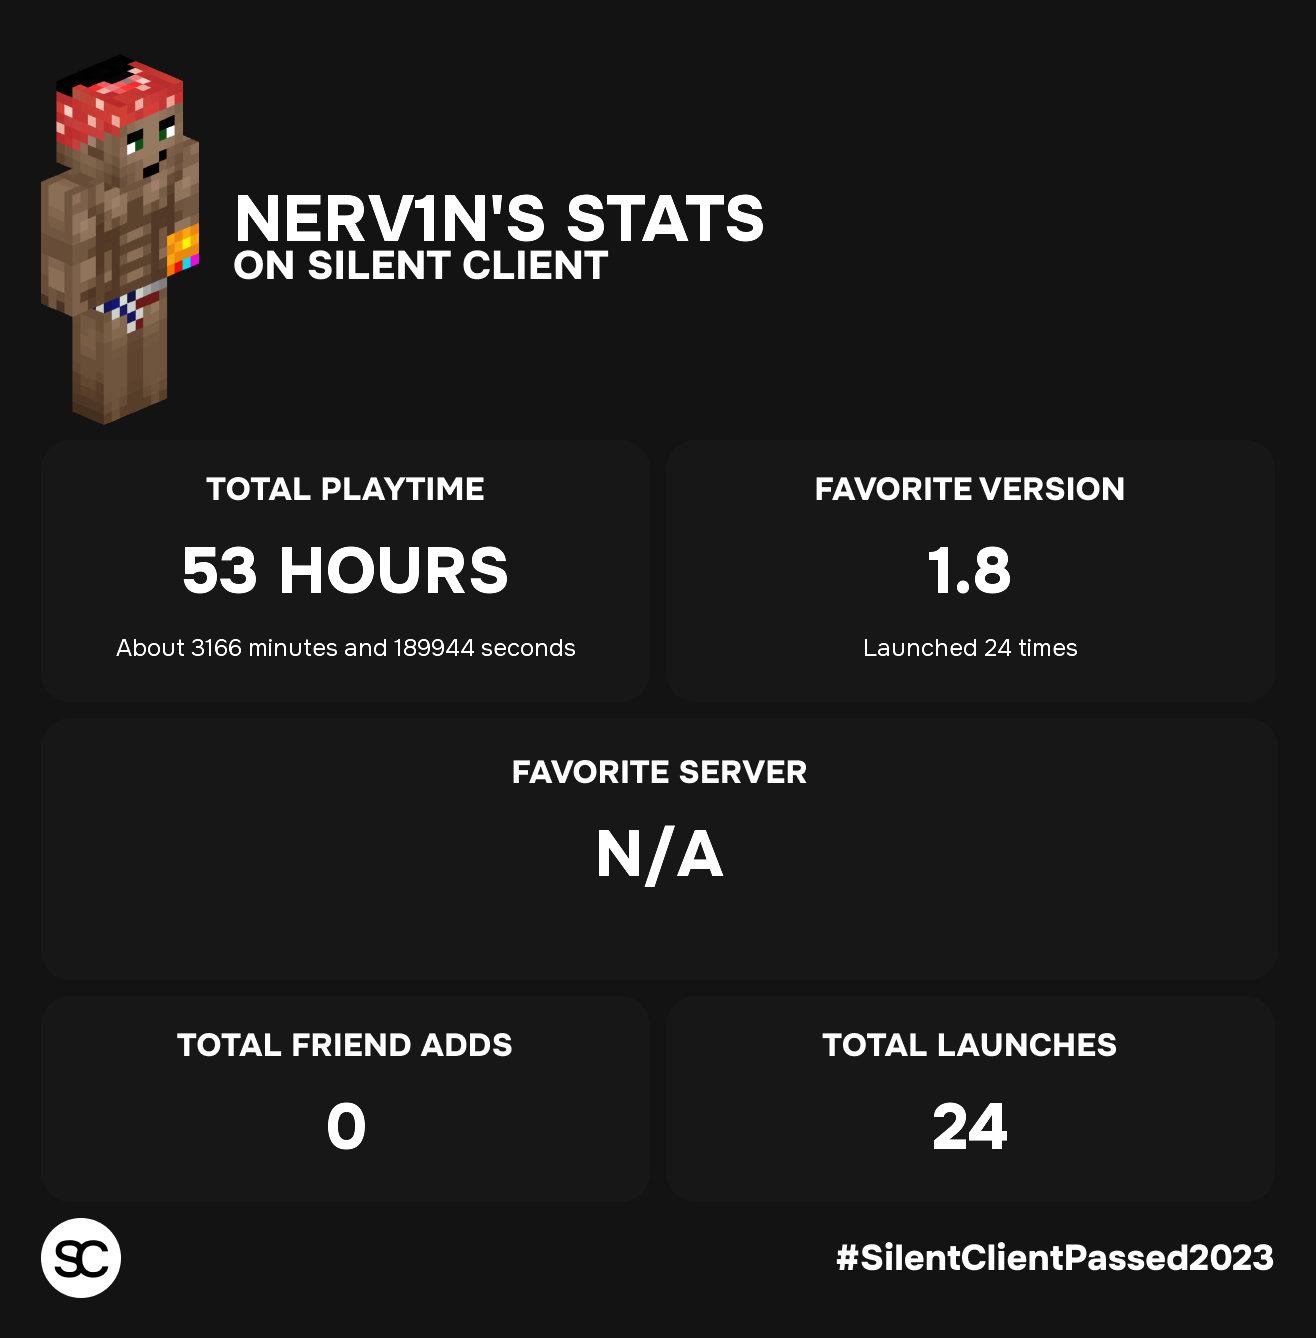 NERV1N'S STATS
ON SILENT CLIENT
TOTAL PLAYTIME
53 HOURS
About 3166 minutes and 189944 seconds
FAVORITE VERSION
1.8
Launched 24 times
FAVORITE SERVER
N/A
TOTAL FRIEND ADDS
0
TOTAL LAUNCHES
24
SC
#SilentClientPassed2023